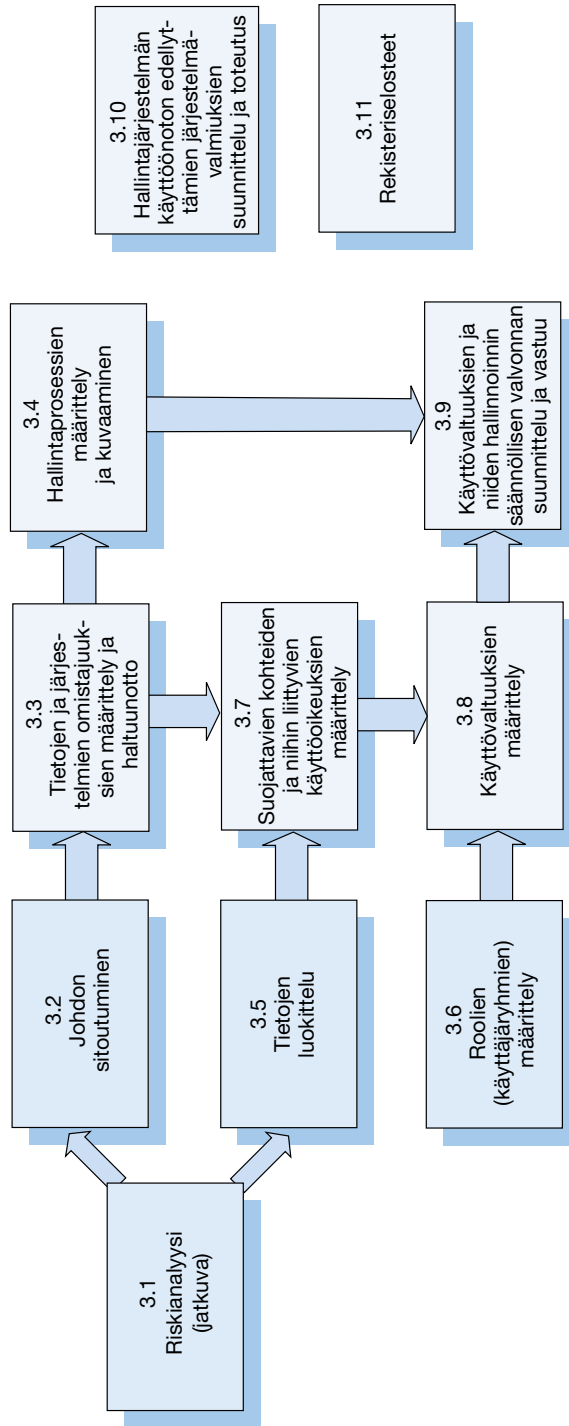 3.1
Riskianalyysi
(jatkuva)
3.2
Johdon
sitoutuminen
3.3
Tietojen ja järjes-
telmien omistajuuk-
sien määrittely ja
haltuunotto
3.4
Hallintaprosessien
määrittely
ja kuvaaminen
3.5
Tietojen
luokittelu
3.6
Roolien
(käyttäjäryhmien)
määrittely
3.7
Suojattavien kohteiden
ja niihin liittyvien
käyttöoikeuksien
määrittely
3.8
Käyttövaltuuksien
määrittely
3.9
Käyttövaltuuksien ja
niiden hallinnoinnin
säännöllisen valvonnan
suunnittelu ja vastuu
3.10
Hallintajärjestelmän
käyttöönoton edellyt-
tämien järjestelmä-
valmiuksien
suunnittelu ja toteutus
3.11
Rekisteriselosteet